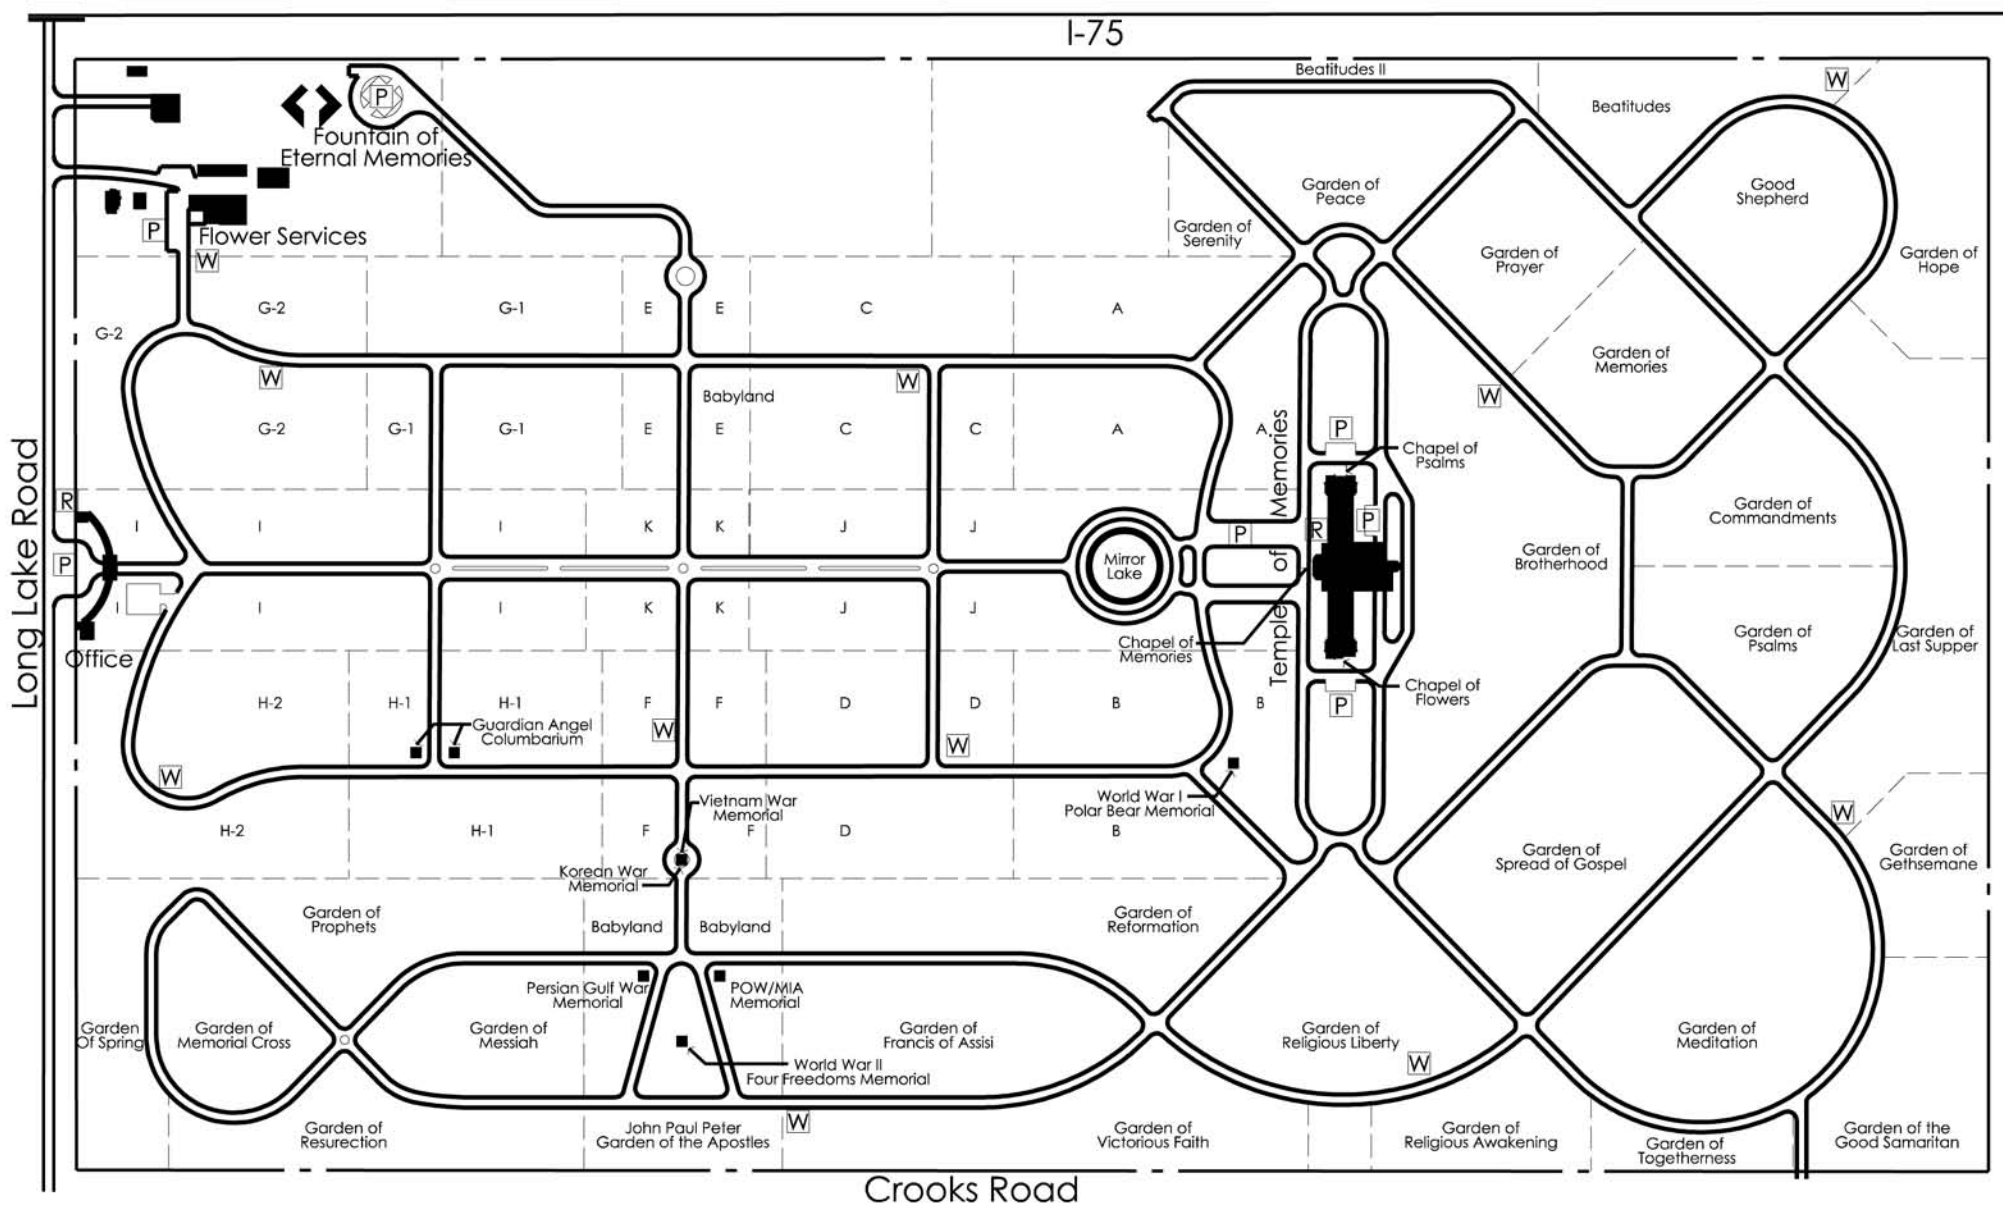 I-75
Beatitudes II
W
Beatitudes
P
Fountain of
Eternal Memories
Garden of
Peace
Good
Shepherd
P
Flower Services
W
Garden of
Serenity
Garden of
Prayer
Garden of
Hope
G-2
G-2
G-1
E
E
C
A
Garden of
Memories
W
Babyland
W
W
G-2
G-1
G-1
E
E
C
C
A
A
P
Chapel of
Psalms
Long Lake Road
R
P
I
I
I
K
K
J
J
Mirror
Lake
P
R
P
Temple of Memories
Garden of
Commandments
Garden of
Brotherhood
I
I
I
K
K
J
J
Office
Chapel of
Memories
Garden of
Psalms
Garden of
Last Supper
Chapel of
Flowers
P
H-2
H-1
H-1
F
F
D
D
B
B
Guardian Angel
Columbarium
W
W
W
Vietnam War
Memorial
World War I
Polar Bear Memorial
W
H-2
H-1
F
F
D
B
Korean War
Memorial
Garden of
Spread of Gospel
Garden of
Gethsemane
Garden of
Prophets
Babyland
Babyland
Garden of
Reformation
Persian Gulf War
Memorial
POW/MIA
Memorial
Garden
Of Spring
Garden of
Memorial Cross
Garden of
Messiah
Garden of
Francis of Assisi
Garden of
Religious Liberty
W
Garden of
Meditation
World War II
Four Freedoms Memorial
W
Garden of
Resurection
John Paul Peter
Garden of the Apostles
Garden of
Victorious Faith
Garden of
Religious Awakening
Garden of
Togetherness
Garden of the
Good Samaritan
Crooks Road